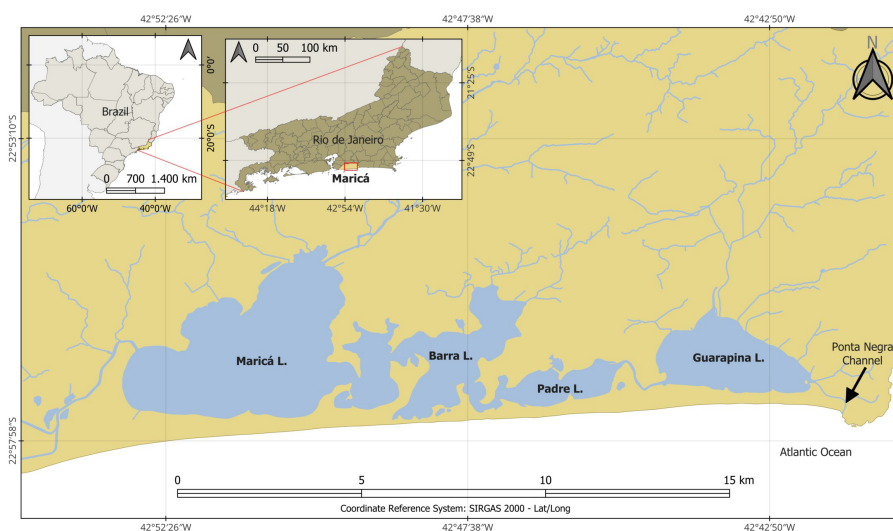 42°52'26"W 42°47'38"W 42°42'50"W
0 50 100 km
N
0°0'
21°25'S
Brazil
22°53'10"S
20°0'S
Rio de Janeiro
22°49'S
0 700 1.400 km
Maricá
60°0'W 40°0'W
44°18'W 42°54'W 41°30'W
Maricá L.
Barra L.
Padre L.
Guarapina L.
Ponta Negra
Channel
22°57'58"S
Atlantic Ocean
0 5 10 15 km
Coordinate Reference System: SIRGAS 2000 - Lat/Long
42°52'26"W 42°47'38"W 42°42'50"W